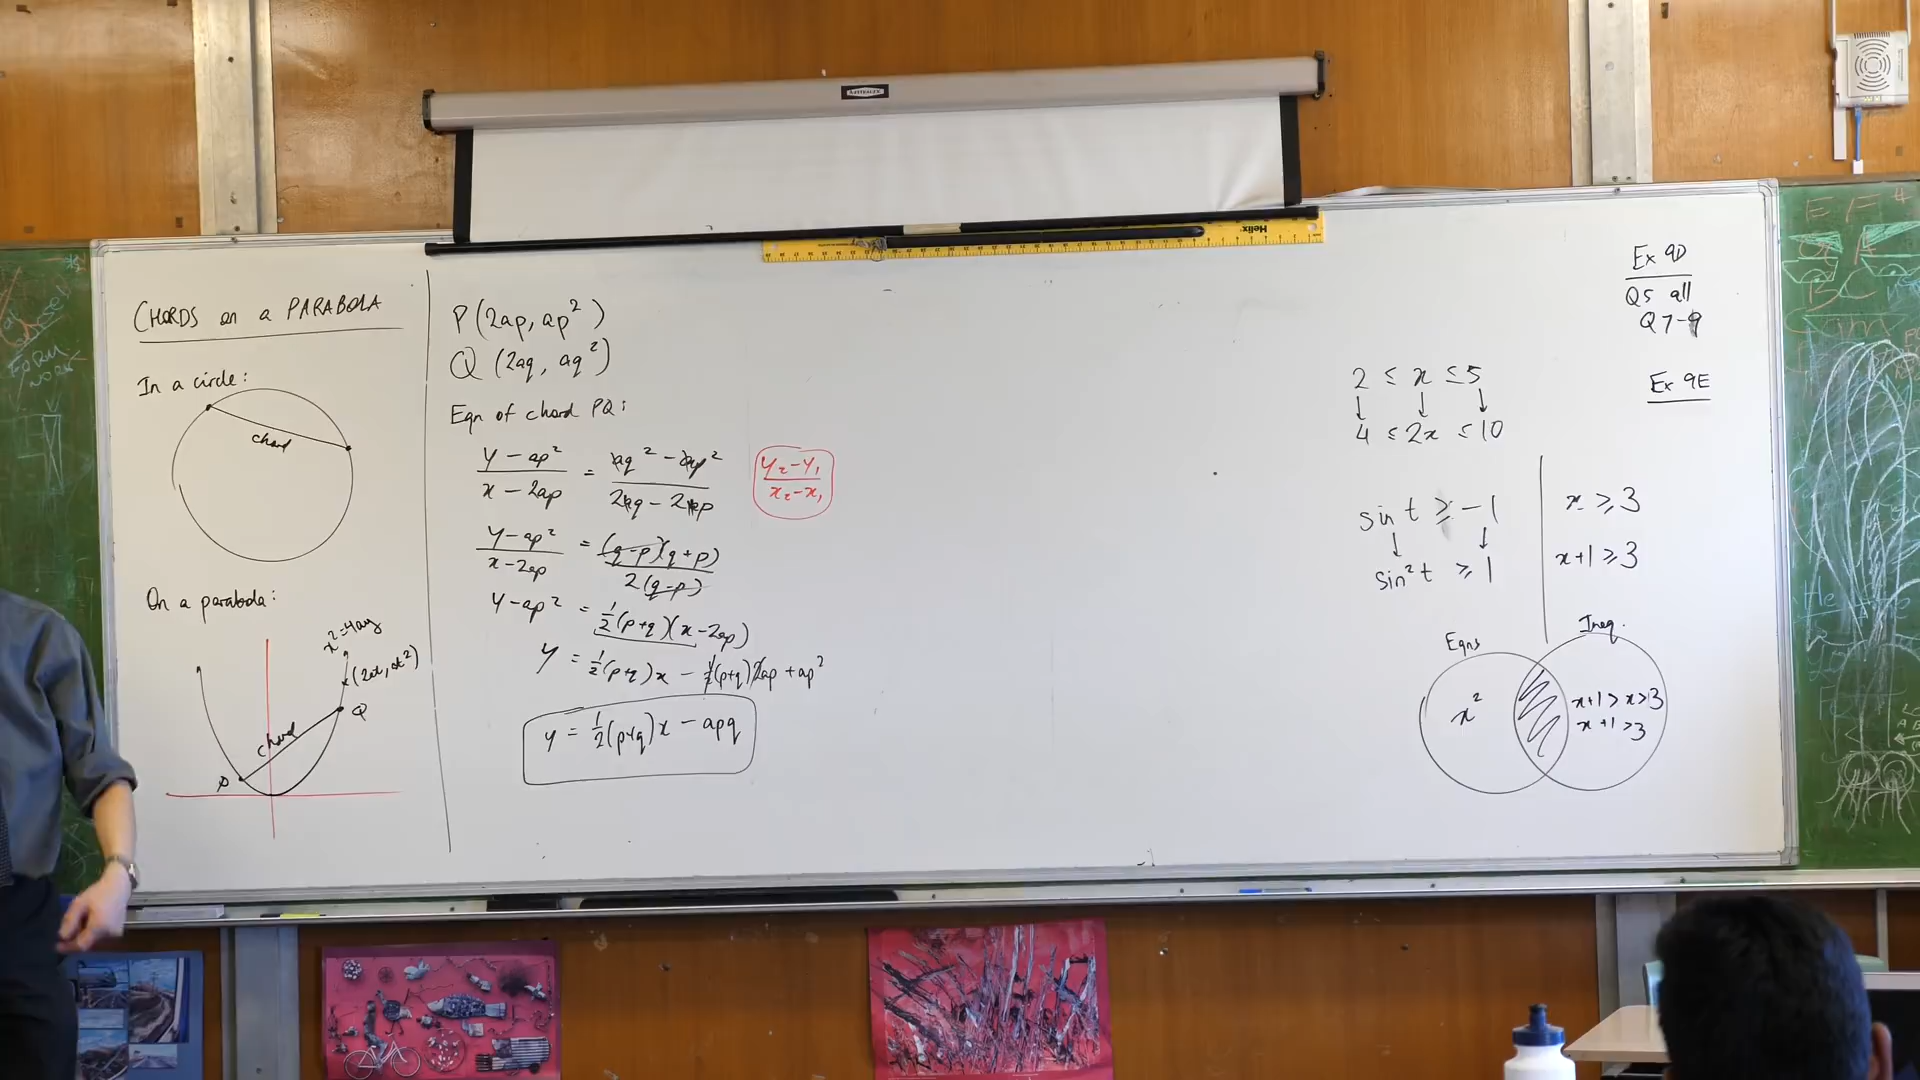 CHORDS on a PARABOLA
In a circle:
chord
On a parabola:
x²=4ay
(2at, at²)
Q
chord
P
P(2ap, ap²)
Q (2aq, aq²)
Eqn of chord PQ:
y - ap² / x - 2ap = aq² - ap² / 2aq - 2ap
y₂-y₁ / x₂-x₁
y-ap² / x-2ap = (q-p)(q+p) / 2(q-p)
y-ap² = ½(p+q)(x-2ap)
y = ½(p+q)x - ½(p+q)2ap + ap²
y = ½(p+q)x - apq
2 ≤ x ≤ 5
↓ ↓ ↓
4 ≤ 2x ≤ 10
sin t ≥ -1
↓ ↓
sin² t ≥ 1
x ≥ 3
x+1 ≥ 3
Eqns
Ineq.
x²
x+1 > x > 3
x+1 > 3
Ex 9D
Q5 all
Q7-9
Ex 9E
Helix